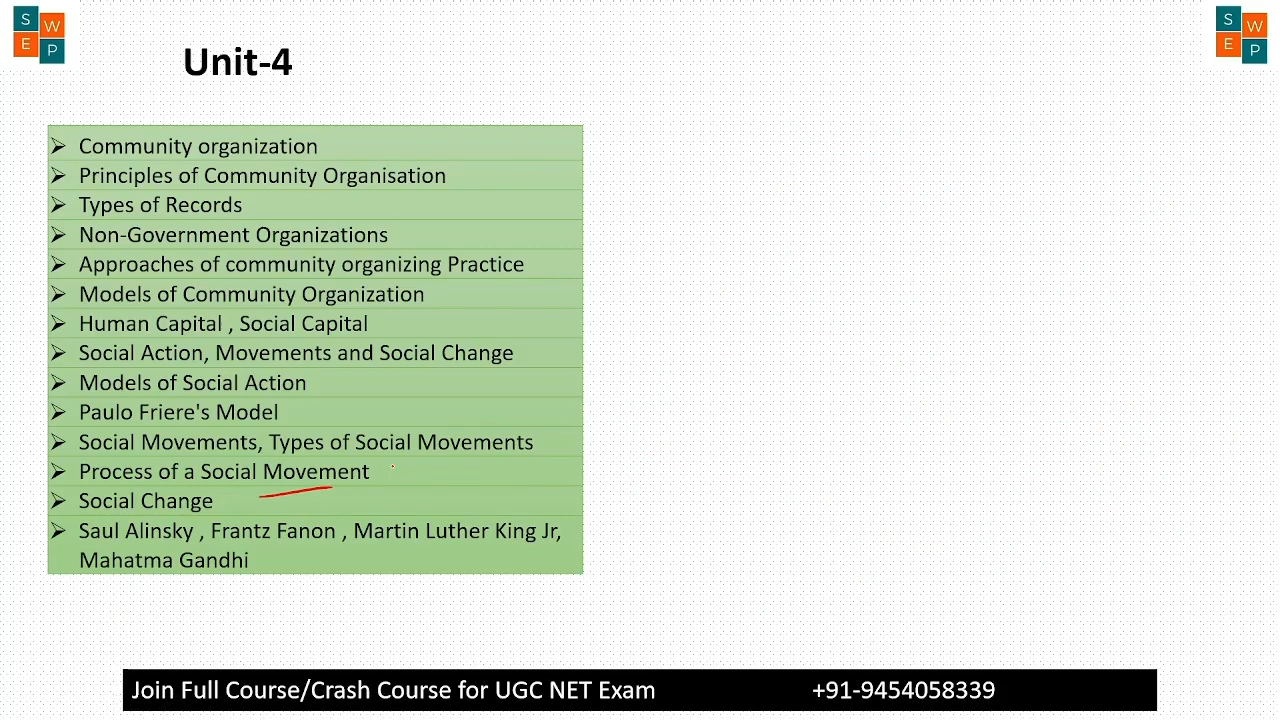 S W
E P
S W
E P
Unit-4
➢ Community organization
➢ Principles of Community Organisation
➢ Types of Records
➢ Non-Government Organizations
➢ Approaches of community organizing Practice
➢ Models of Community Organization
➢ Human Capital , Social Capital
➢ Social Action, Movements and Social Change
➢ Models of Social Action
➢ Paulo Friere's Model
➢ Social Movements, Types of Social Movements
➢ Process of a Social Movement
➢ Social Change
➢ Saul Alinsky , Frantz Fanon , Martin Luther King Jr,
Mahatma Gandhi
Join Full Course/Crash Course for UGC NET Exam +91-9454058339